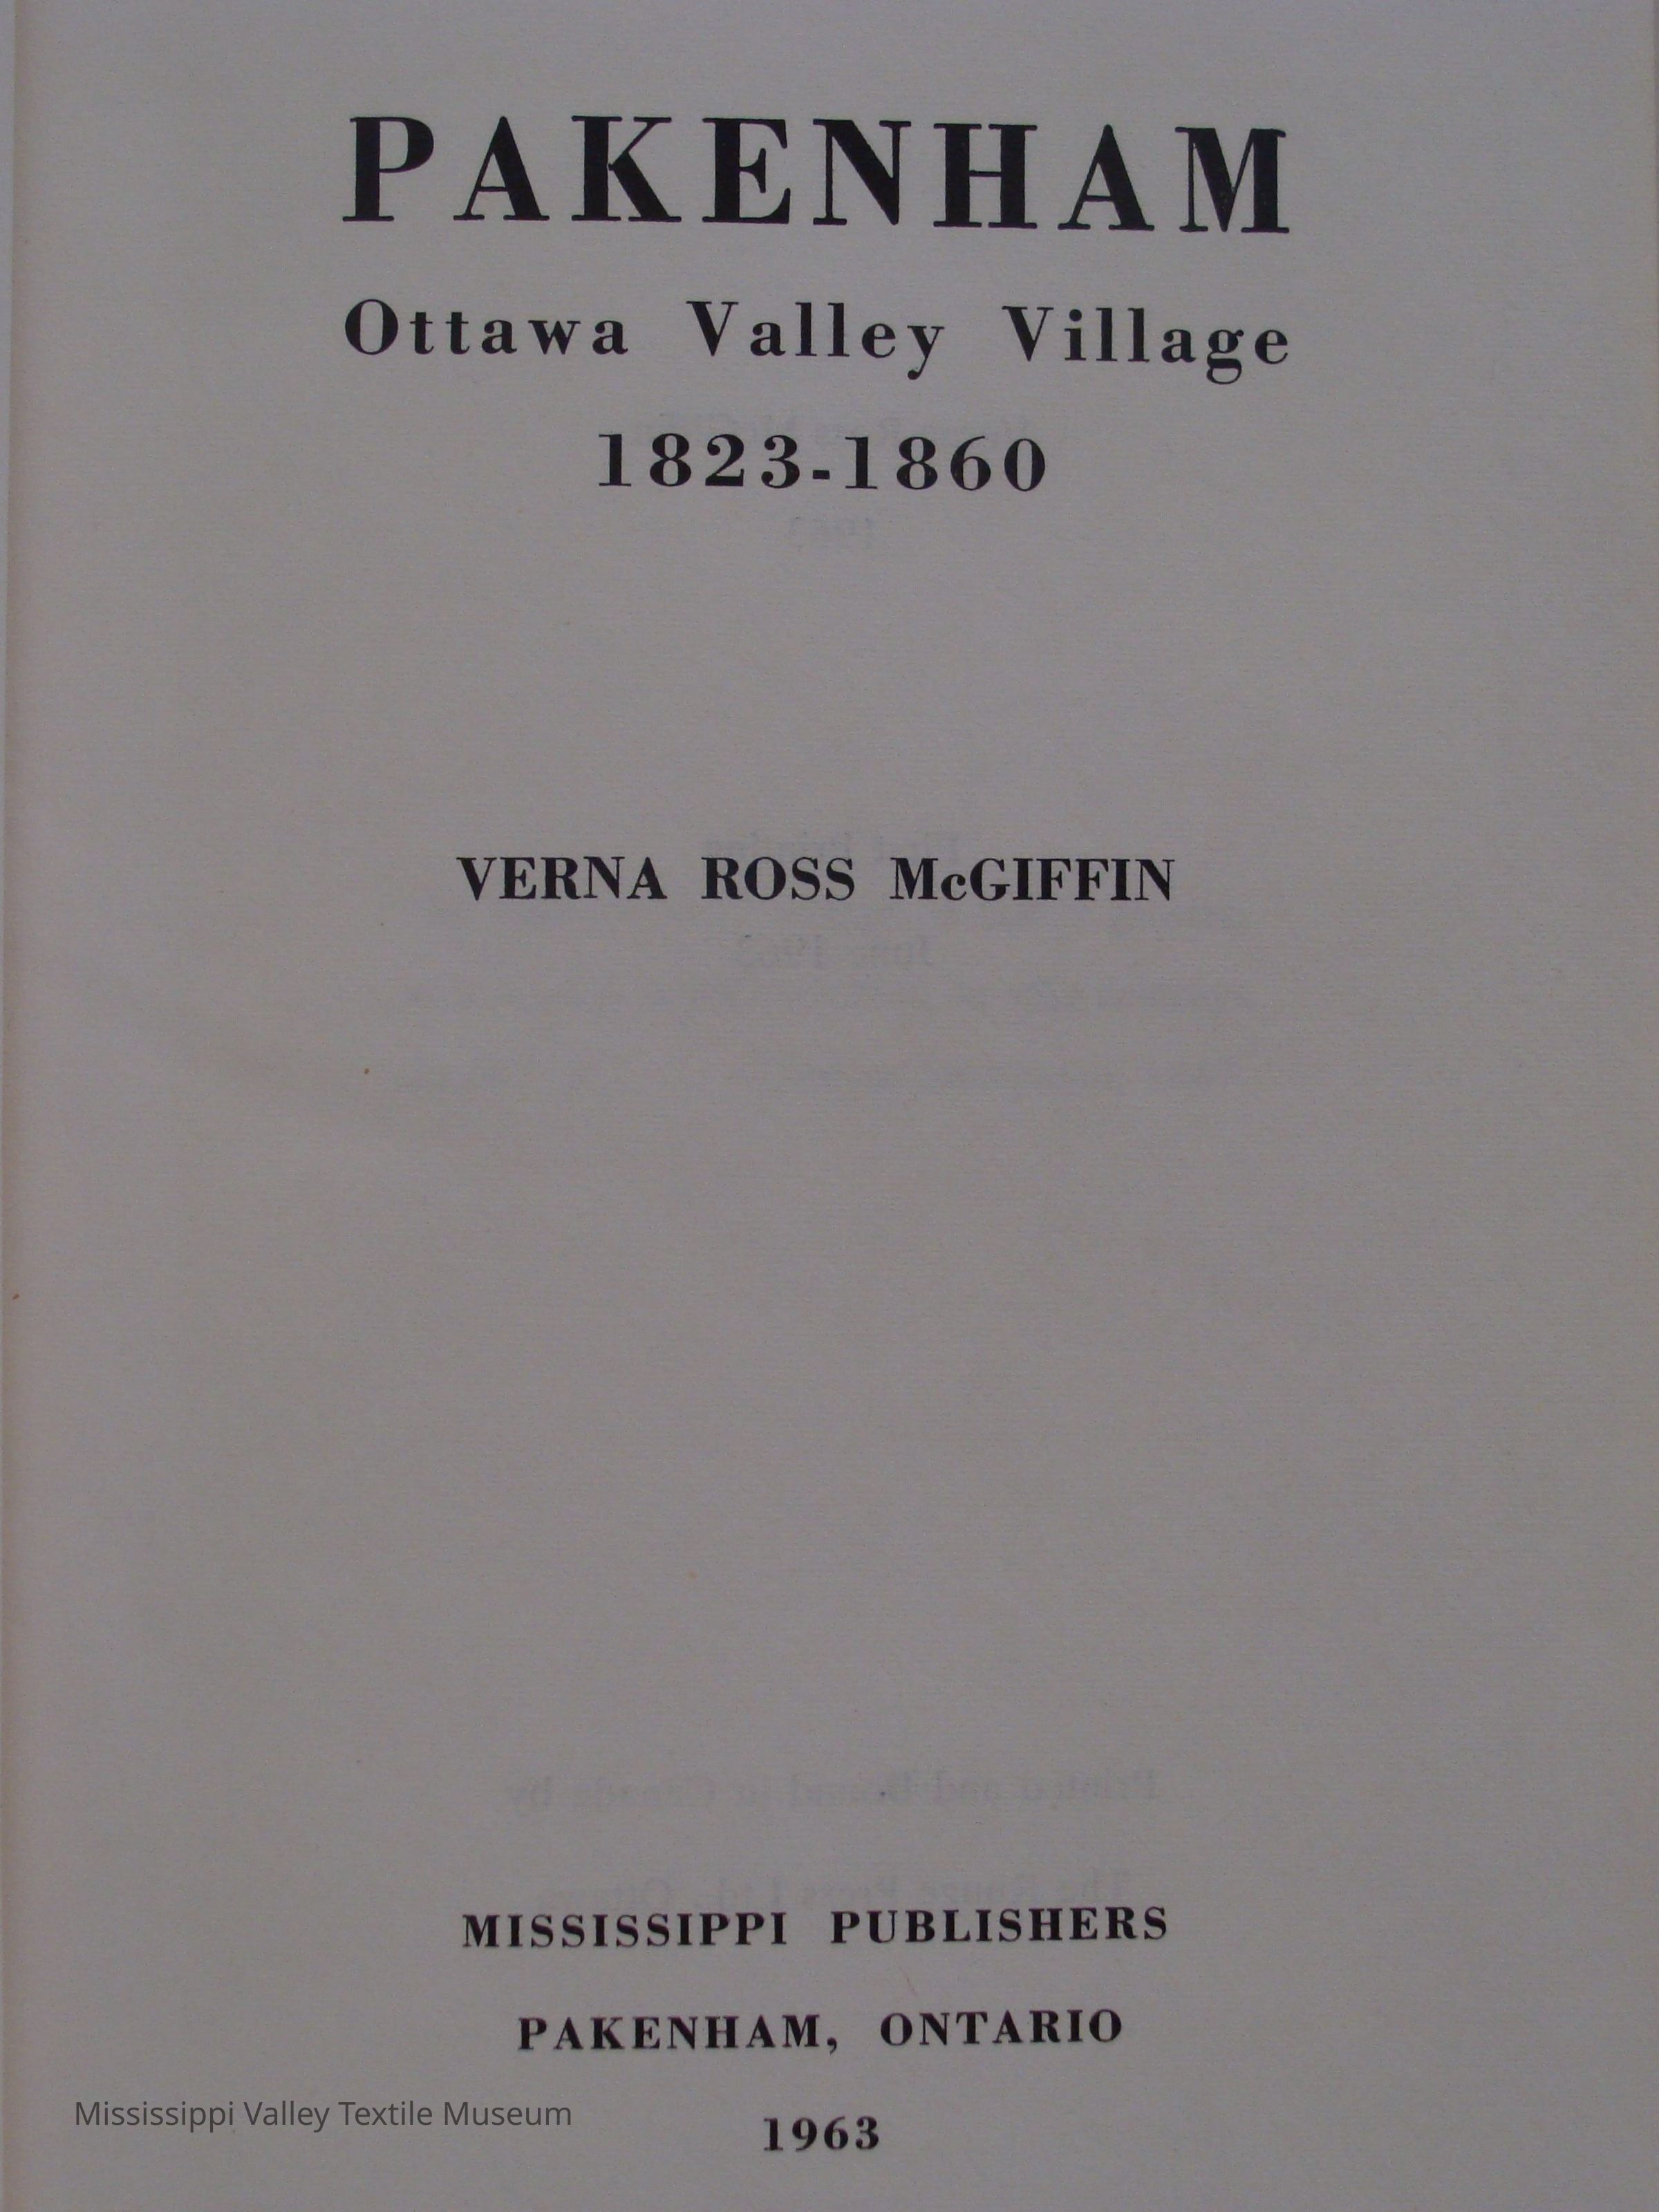 PAKENHAM
Ottawa Valley Village
1823-1860
VERNA ROSS McGIFFIN
MISSISSIPPI PUBLISHERS
PAKENHAM, ONTARIO
Mississippi Valley Textile Museum
1963